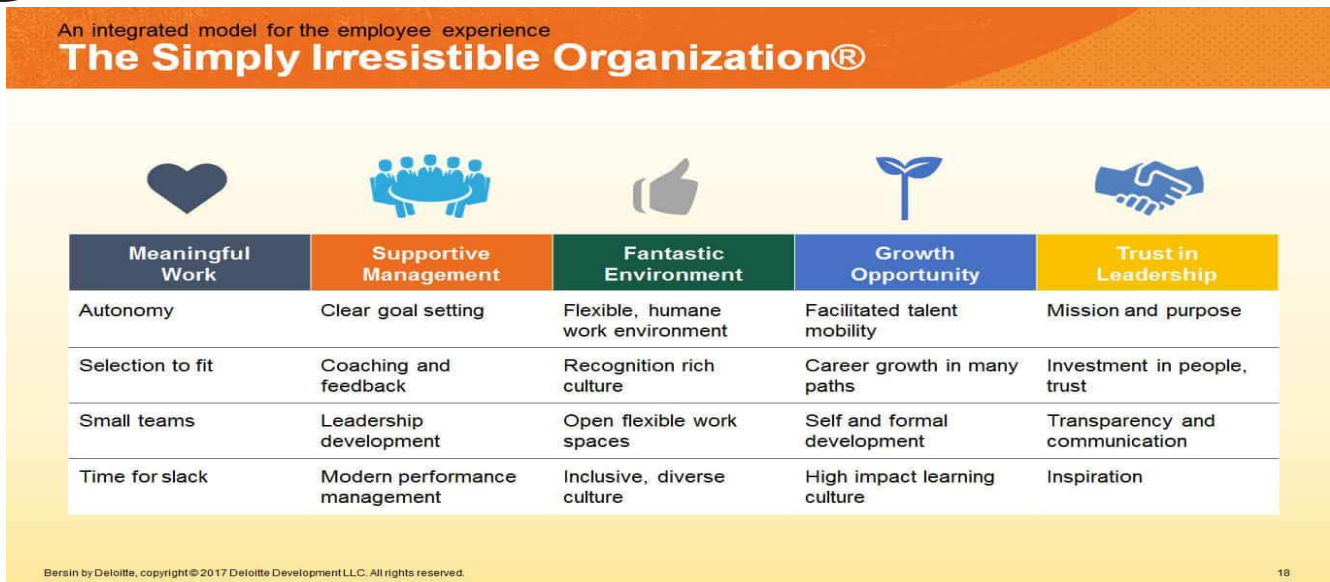 An integrated model for the employee experience
The Simply Irresistible Organization®
Meaningful
Work
Supportive
Management
Fantastic
Environment
Growth
Opportunity
Trust in
Leadership
Autonomy
Clear goal setting
Flexible, humane
work environment
Facilitated talent
mobility
Mission and purpose
Selection to fit
Coaching and
feedback
Recognition rich
culture
Career growth in many
paths
Investment in people,
trust
Small teams
Leadership
development
Open flexible work
spaces
Self and formal
development
Transparency and
communication
Time for slack
Modern performance
management
Inclusive, diverse
culture
High impact learning
culture
Inspiration
Bersin by Deloitte, copyright © 2017 Deloitte Development LLC. All rights reserved.
18